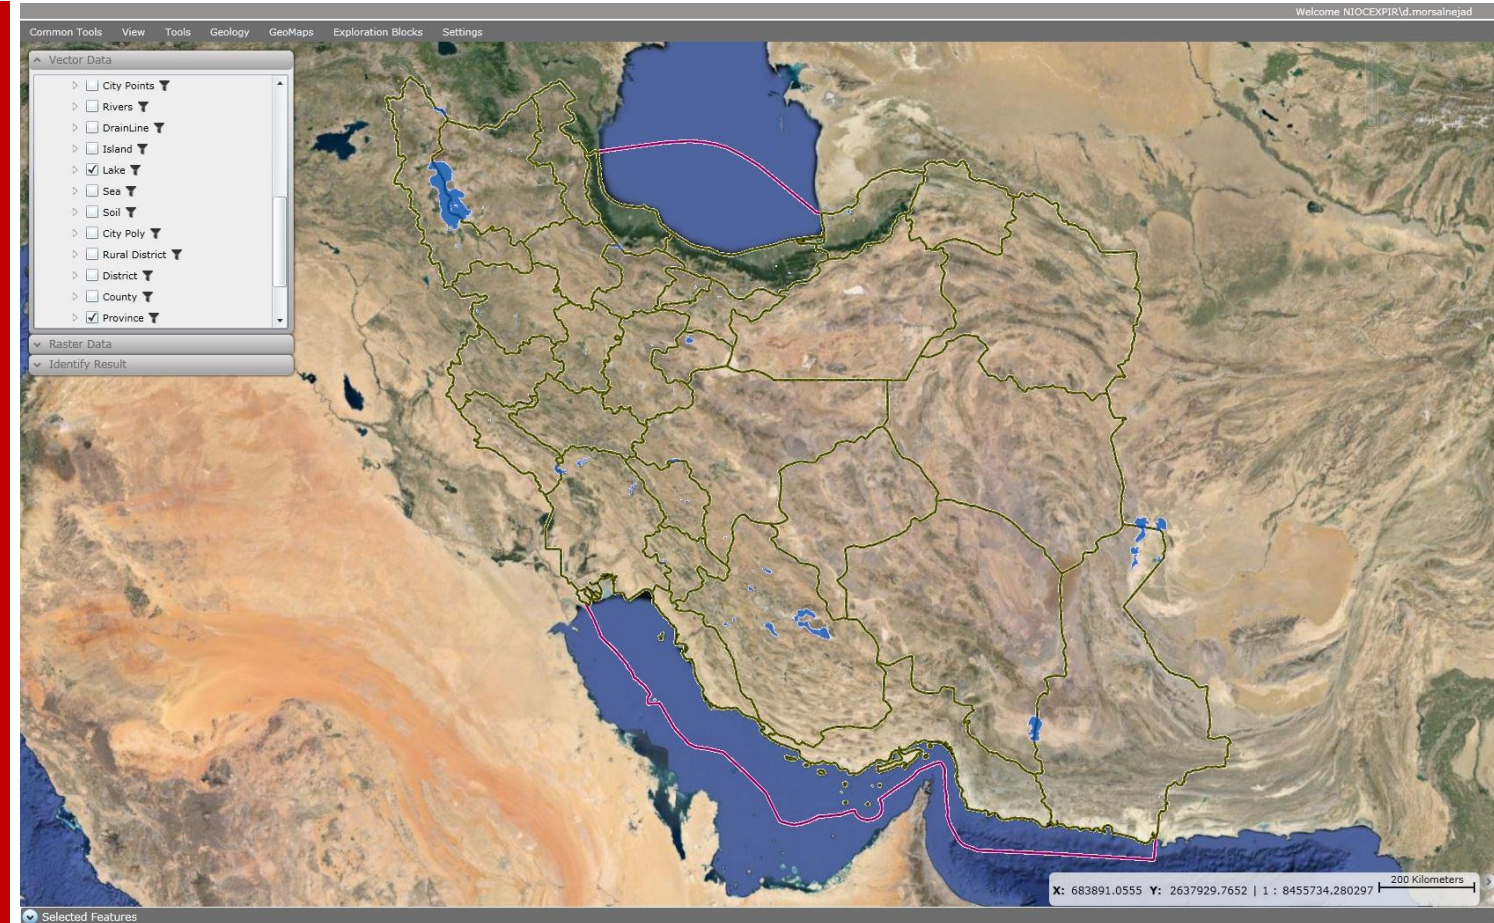 Welcome NIOCEXPIR\d.morsalnejad
Common Tools View Tools Geology GeoMaps Exploration Blocks Settings
Vector Data
City Points
Rivers
DrainLine
Island
Lake
Sea
Soil
City Poly
Rural District
District
County
Province
Raster Data
Identify Result
200 Kilometers
X: 683891.0555 Y: 2637929.7652 | 1 : 8455734.280297
Selected Features